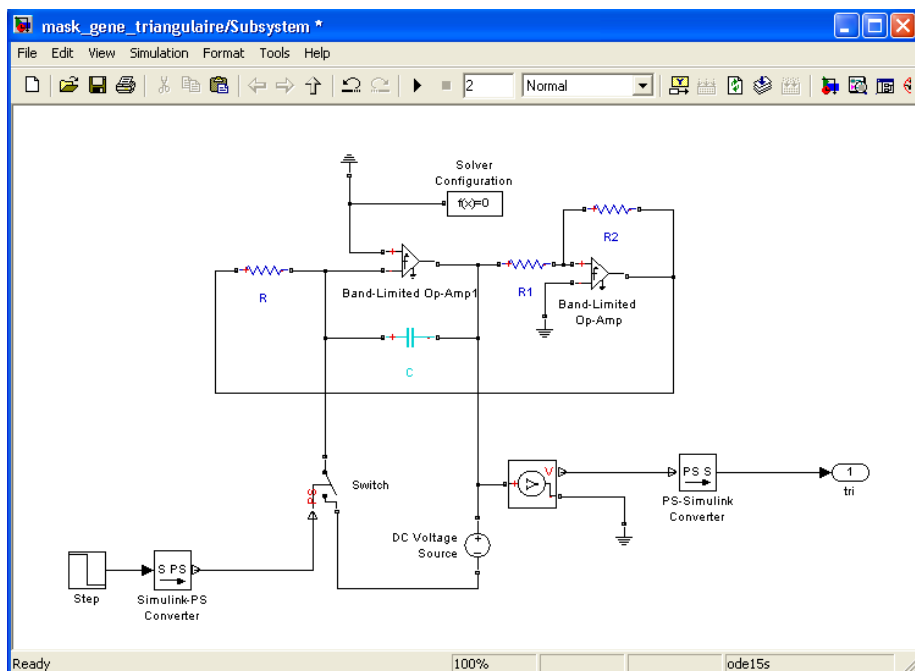 mask_gene_triangulaire/Subsystem *
File Edit View Simulation Format Tools Help
2
Normal
Solver
Configuration
f(x)=0
R2
R
Band-Limited Op-Amp1
R1
Band-Limited
Op-Amp
C
Switch
PS
V
PS S
1
tri
PS-Simulink
Converter
DC Voltage
Source
S PS
Step
Simulink-PS
Converter
Ready
100%
ode15s